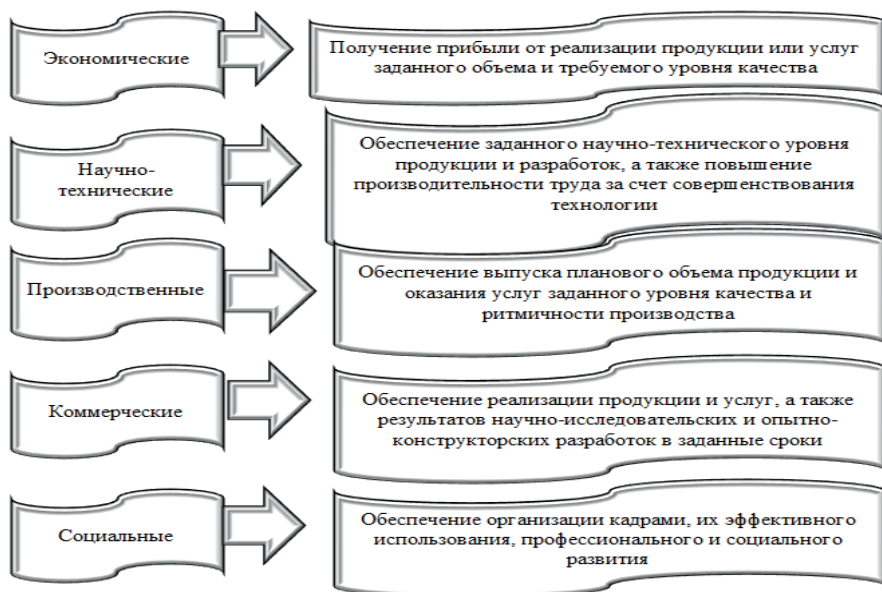 Экономические
Получение прибыли от реализации продукции или услуг
заданного объема и требуемого уровня качества
Научно-
технические
Обеспечение заданного научно-технического уровня
продукции и разработок, а также повышение
производительности труда за счет совершенствования
технологии
Производственные
Обеспечение выпуска планового объема продукции и
оказания услуг заданного уровня качества и
ритмичности производства
Коммерческие
Обеспечение реализации продукции и услуг, а также
результатов научно-исследовательских и опытно-
конструкторских разработок в заданные сроки
Социальные
Обеспечение организации кадрами, их эффективного
использования, профессионального и социального
развития